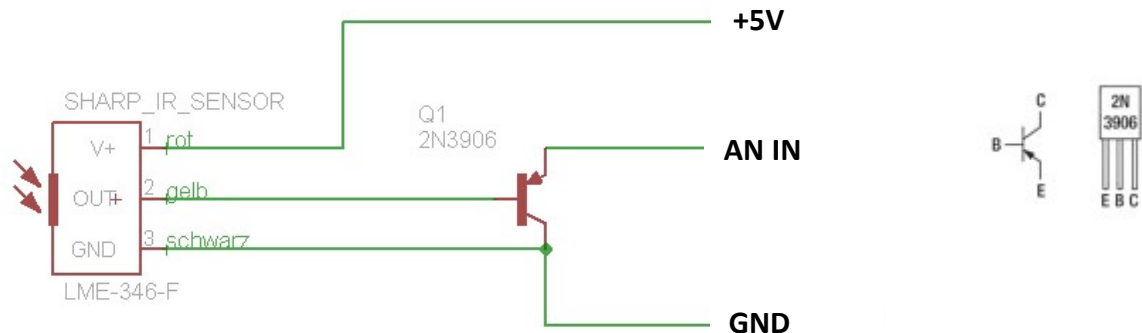 +5V
SHARP_IR_SENSOR
Q1
2N3906
V+
1
rot
AN IN
OUT+
2
gelb
GND
3
schwarz
LME-346-F
GND
C
B
E
2N
3906
E B C